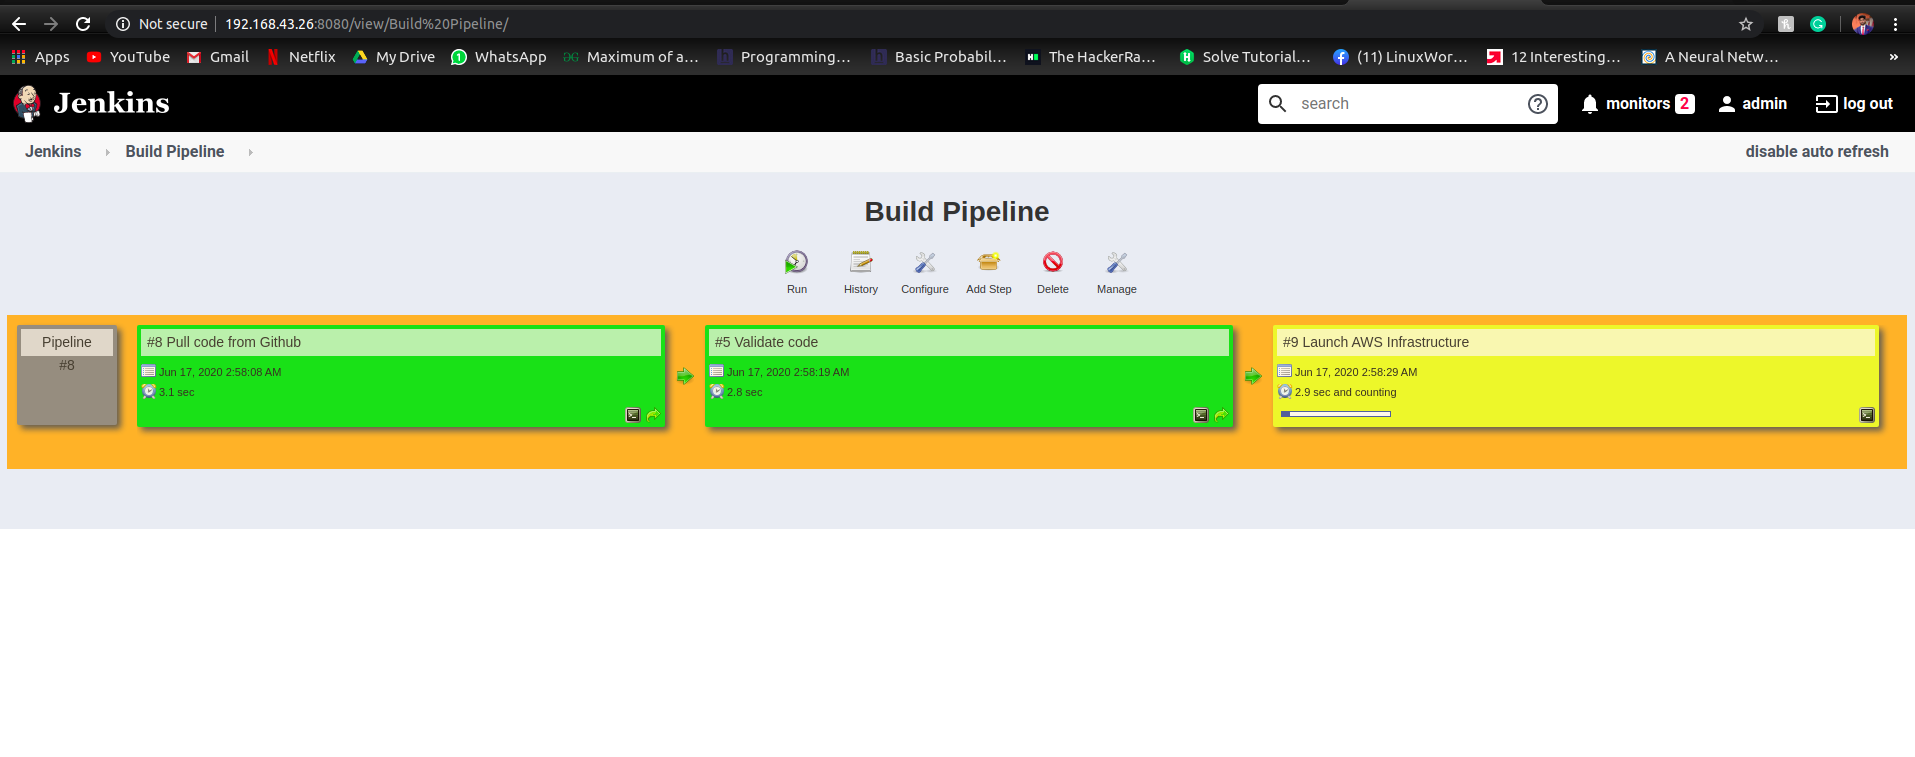 Not secure 192.168.43.26:8080/view/Build%20Pipeline/
Apps YouTube Gmail Netflix My Drive WhatsApp Maximum of a... Programming... Basic Probabil... The HackerRa... Solve Tutorial... (11) LinuxWor... 12 Interesting... A Neural Netw... »
Jenkins search monitors 2 admin log out
Jenkins Build Pipeline disable auto refresh
Build Pipeline
Run History Configure Add Step Delete Manage
Pipeline
#8
#8 Pull code from Github
Jun 17, 2020 2:58:08 AM
3.1 sec
#5 Validate code
Jun 17, 2020 2:58:19 AM
2.8 sec
#9 Launch AWS Infrastructure
Jun 17, 2020 2:58:29 AM
2.9 sec and counting